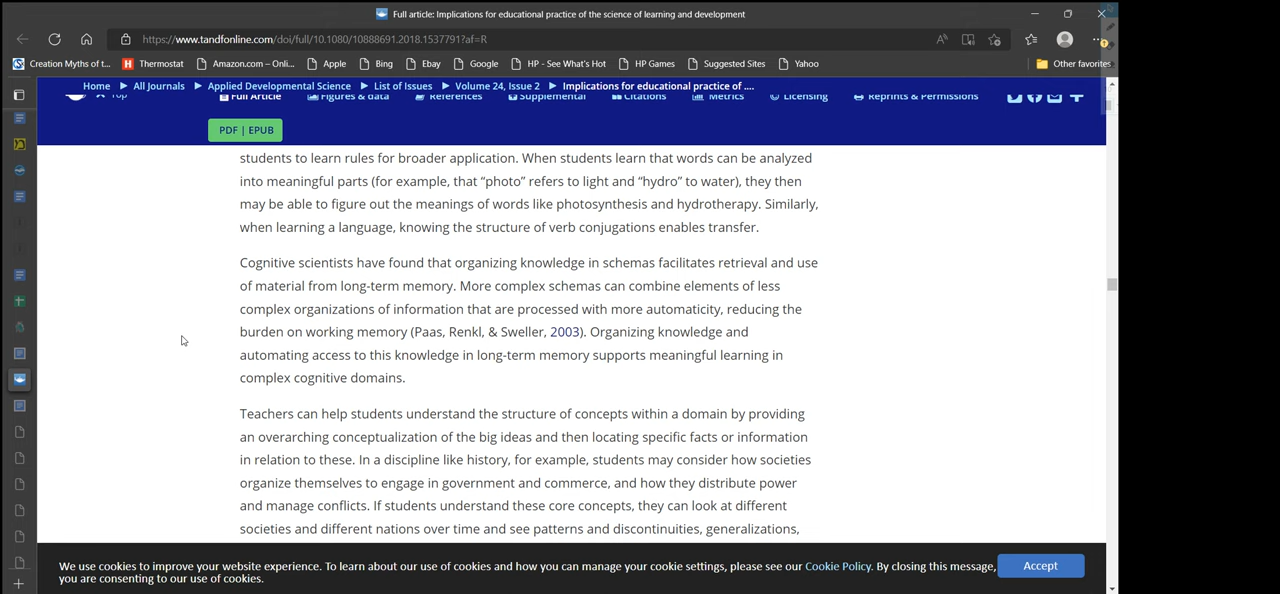 Full article: Implications for educational practice of the science of learning and development
https://www.tandfonline.com/doi/full/10.1080/10888691.2018.1537791?af=R
Creation Myths of t... Thermostat Amazon.com – Onli... Apple Bing Ebay Google HP - See What's Hot HP Games Suggested Sites Yahoo Other favorites
Home All Journals Applied Developmental Science List of Issues Volume 24, Issue 2 Implications for educational practice of ....
Top Full Article Figures & data References Supplemental Citations Metrics Licensing Reprints & Permissions
PDF | EPUB
students to learn rules for broader application. When students learn that words can be analyzed
into meaningful parts (for example, that “photo” refers to light and “hydro” to water), they then
may be able to figure out the meanings of words like photosynthesis and hydrotherapy. Similarly,
when learning a language, knowing the structure of verb conjugations enables transfer.
Cognitive scientists have found that organizing knowledge in schemas facilitates retrieval and use
of material from long-term memory. More complex schemas can combine elements of less
complex organizations of information that are processed with more automaticity, reducing the
burden on working memory (Paas, Renkl, & Sweller, 2003). Organizing knowledge and
automating access to this knowledge in long-term memory supports meaningful learning in
complex cognitive domains.
Teachers can help students understand the structure of concepts within a domain by providing
an overarching conceptualization of the big ideas and then locating specific facts or information
in relation to these. In a discipline like history, for example, students may consider how societies
organize themselves to engage in government and commerce, and how they distribute power
and manage conflicts. If students understand these core concepts, they can look at different
societies and different nations over time and see patterns and discontinuities, generalizations,
We use cookies to improve your website experience. To learn about our use of cookies and how you can manage your cookie settings, please see our Cookie Policy. By closing this message,
you are consenting to our use of cookies.
Accept